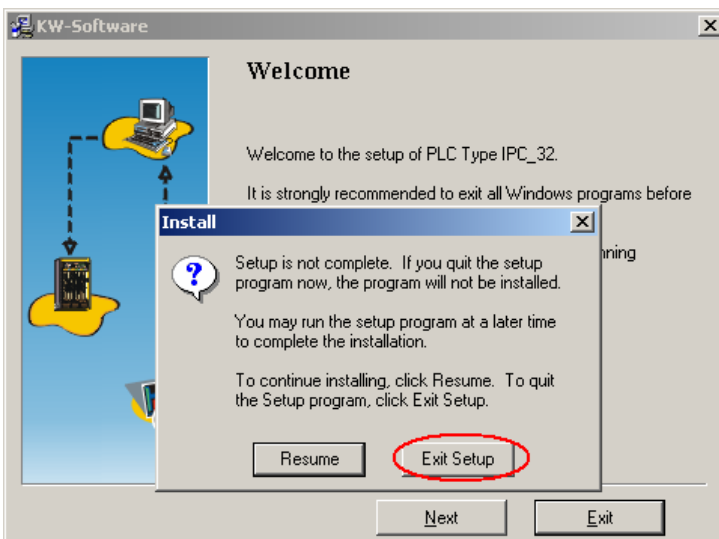 KW-Software
Welcome
Welcome to the setup of PLC Type IPC_32.
It is strongly recommended to exit all Windows programs before
Install
Setup is not complete. If you quit the setup
program now, the program will not be installed.
You may run the setup program at a later time
to complete the installation.
To continue installing, click Resume. To quit
the Setup program, click Exit Setup.
Resume
Exit Setup
Next
Exit